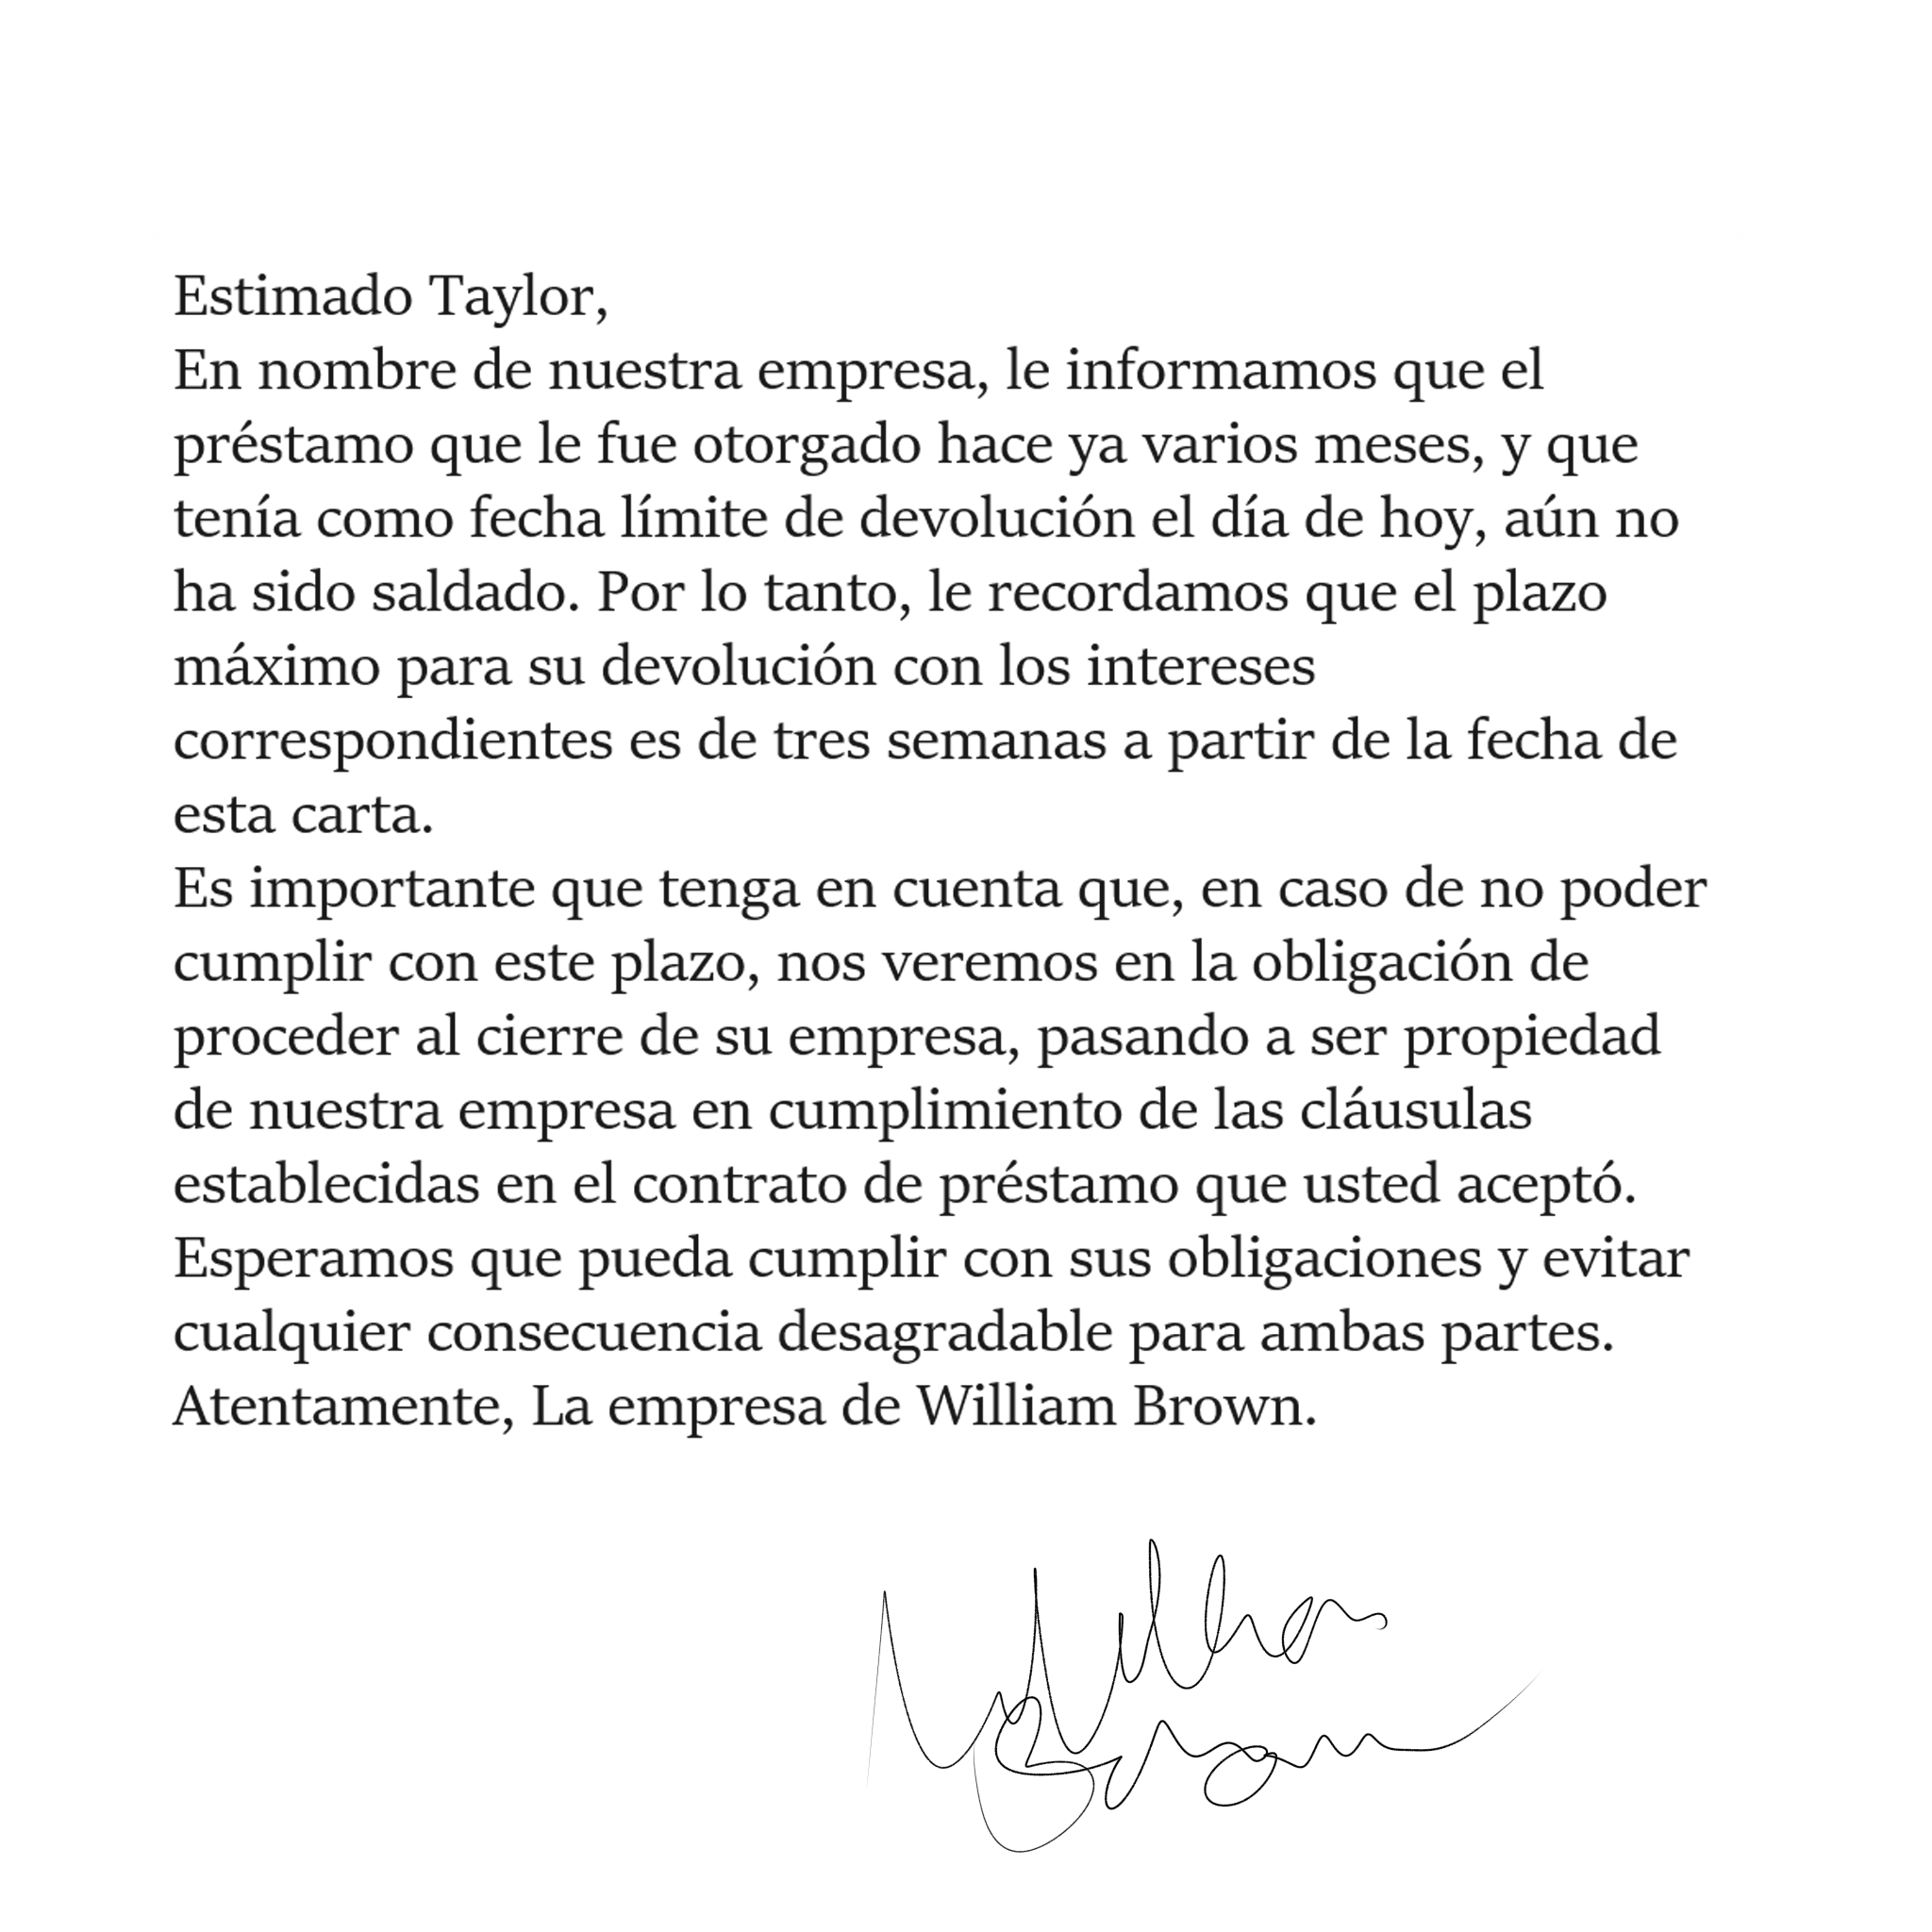 Estimado Taylor,
En nombre de nuestra empresa, le informamos que el
préstamo que le fue otorgado hace ya varios meses, y que
tenía como fecha límite de devolución el día de hoy, aún no
ha sido saldado. Por lo tanto, le recordamos que el plazo
máximo para su devolución con los intereses
correspondientes es de tres semanas a partir de la fecha de
esta carta.
Es importante que tenga en cuenta que, en caso de no poder
cumplir con este plazo, nos veremos en la obligación de
proceder al cierre de su empresa, pasando a ser propiedad
de nuestra empresa en cumplimiento de las cláusulas
establecidas en el contrato de préstamo que usted aceptó.
Esperamos que pueda cumplir con sus obligaciones y evitar
cualquier consecuencia desagradable para ambas partes.
Atentamente, La empresa de William Brown.
William
Brown